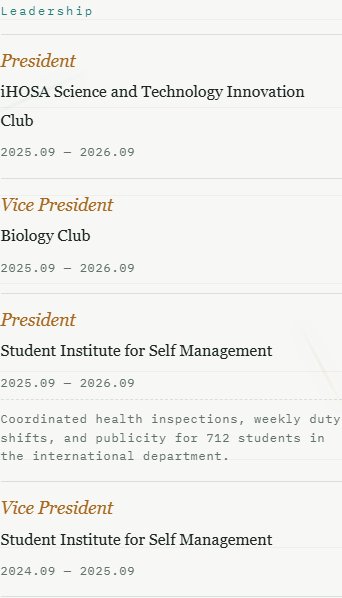 Leadership
President
iHOSA Science and Technology Innovation
Club
2025.09 — 2026.09
Vice President
Biology Club
2025.09 — 2026.09
President
Student Institute for Self Management
2025.09 — 2026.09
Coordinated health inspections, weekly duty
shifts, and publicity for 712 students in
the international department.
Vice President
Student Institute for Self Management
2024.09 — 2025.09